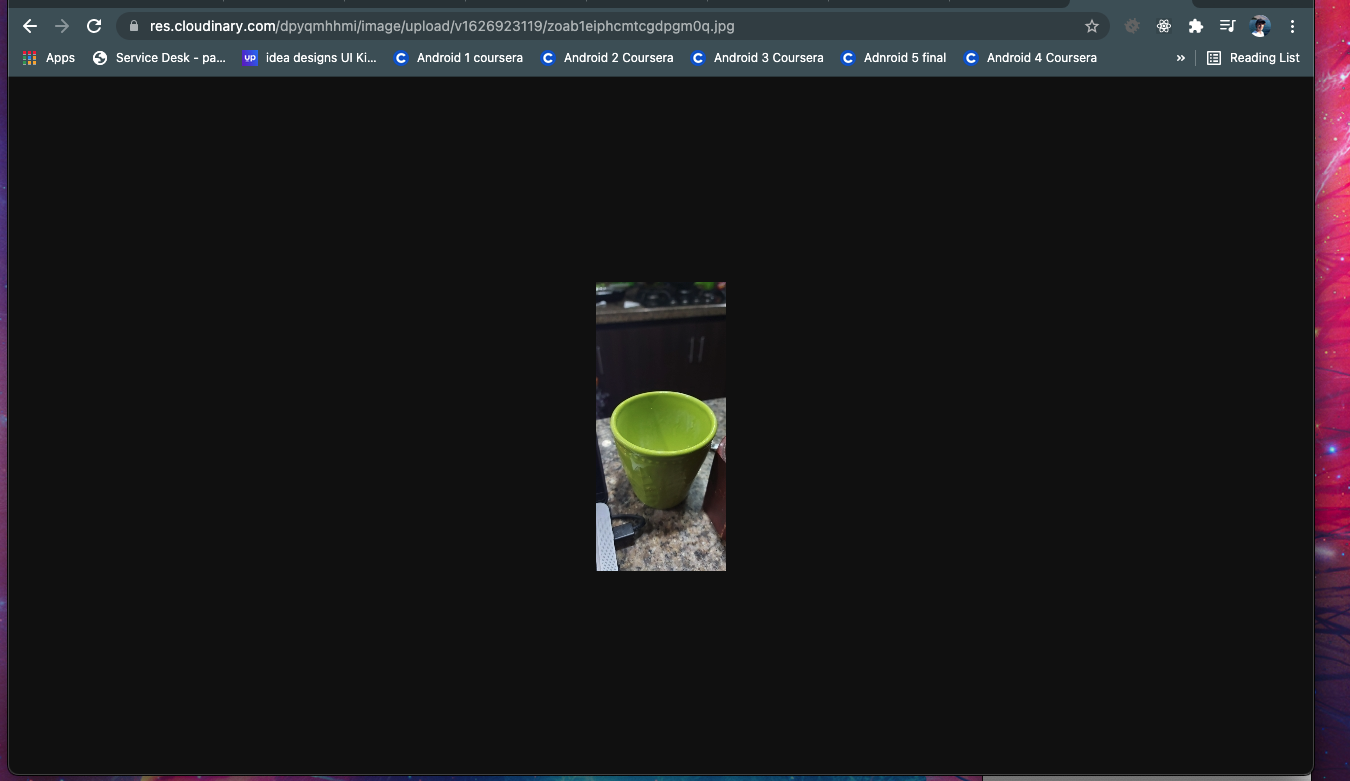 res.cloudinary.com/dpyqmhhmi/image/upload/v1626923119/zoab1eiphcmtcgdpgm0q.jpg
Apps Service Desk - pa... up idea designs UI Ki... C Android 1 coursera C Android 2 Coursera C Android 3 Coursera C Adnroid 5 final C Android 4 Coursera » Reading List